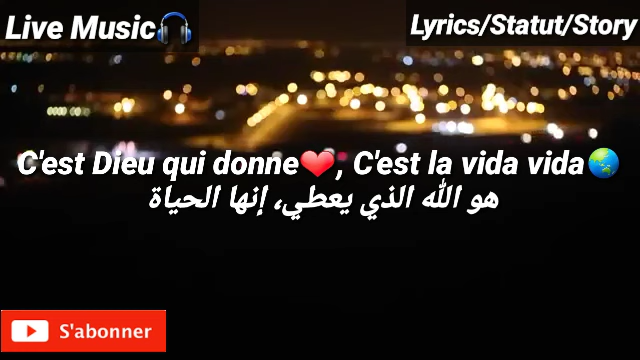 Live Music🎧
Lyrics/Statut/Story
C'est Dieu qui donne❤, C'est la vida vida🌏
هو الله الذي يعطي، إنها الحياة
S'abonner